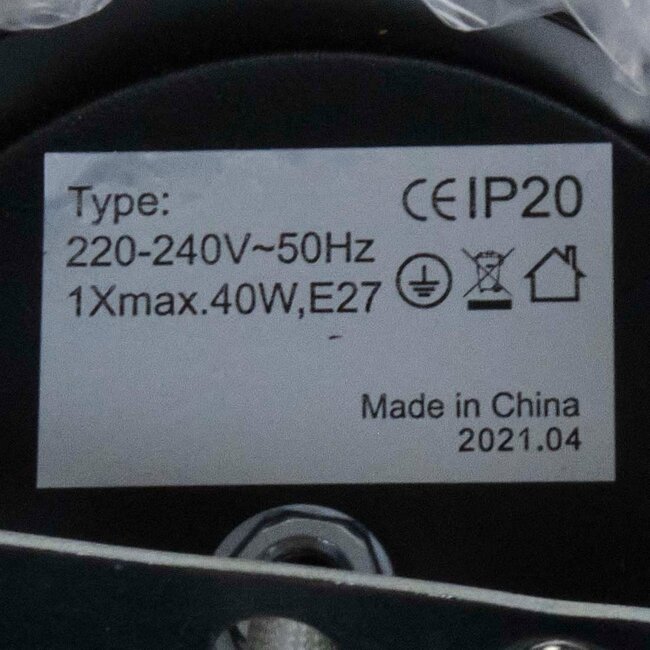 Type:
CE IP20
220-240V~50Hz
1Xmax.40W,E27
Made in China
2021.04